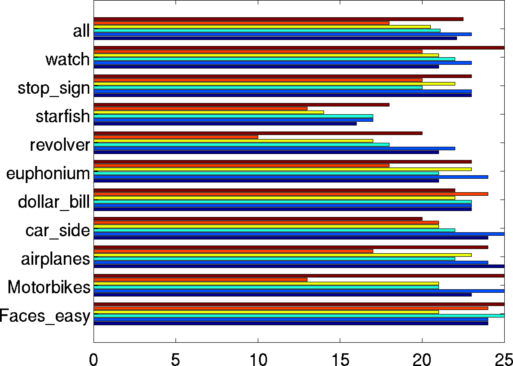 all
watch
stop_sign
starfish
revolver
euphonium
dollar_bill
car_side
airplanes
Motorbikes
Faces_easy
0 5 10 15 20 25